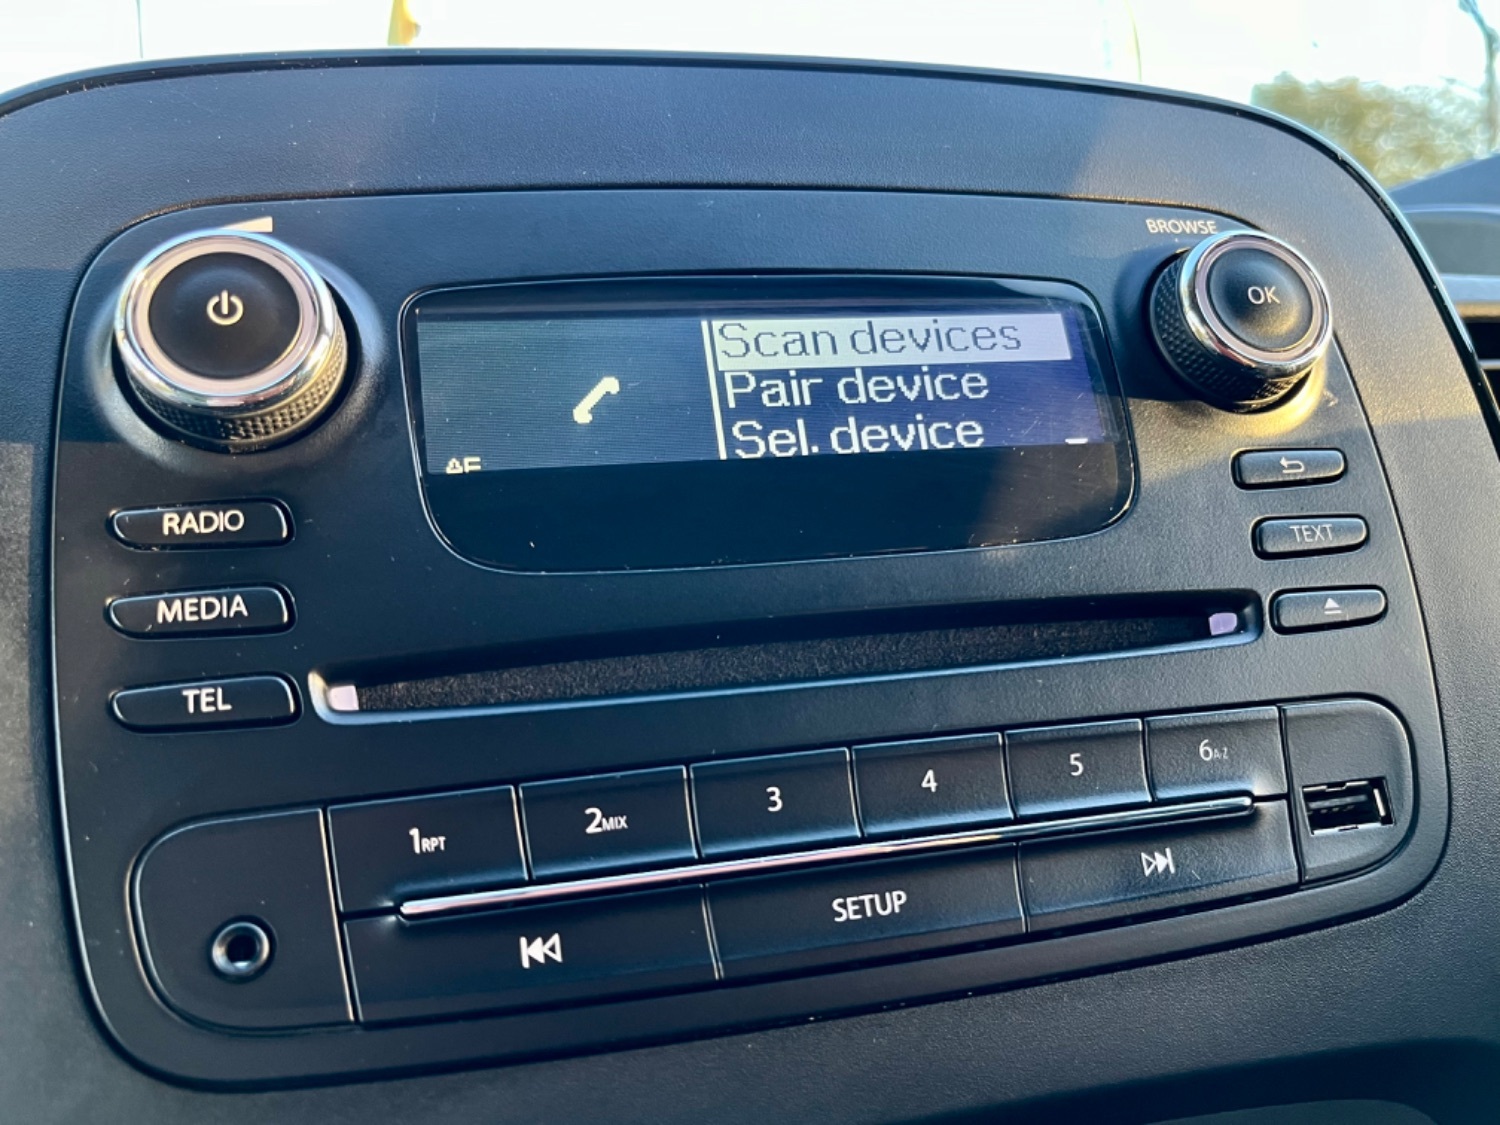 BROWSE
OK
Scan devices
Pair device
Sel. device
RADIO
TEXT
MEDIA
TEL
1RPT
2MIX
3
4
5
6A-Z
SETUP